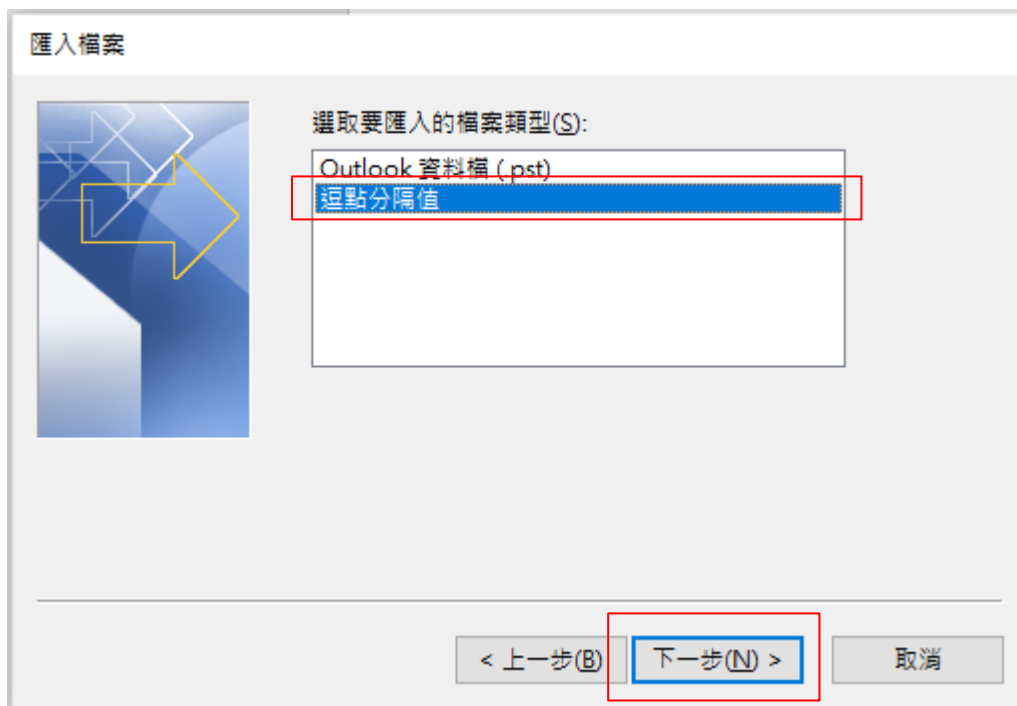 匯入檔案
選取要匯入的檔案類型(S):
Outlook 資料檔 (.pst)
逗點分隔值
< 上一步(B)
下一步(N) >
取消